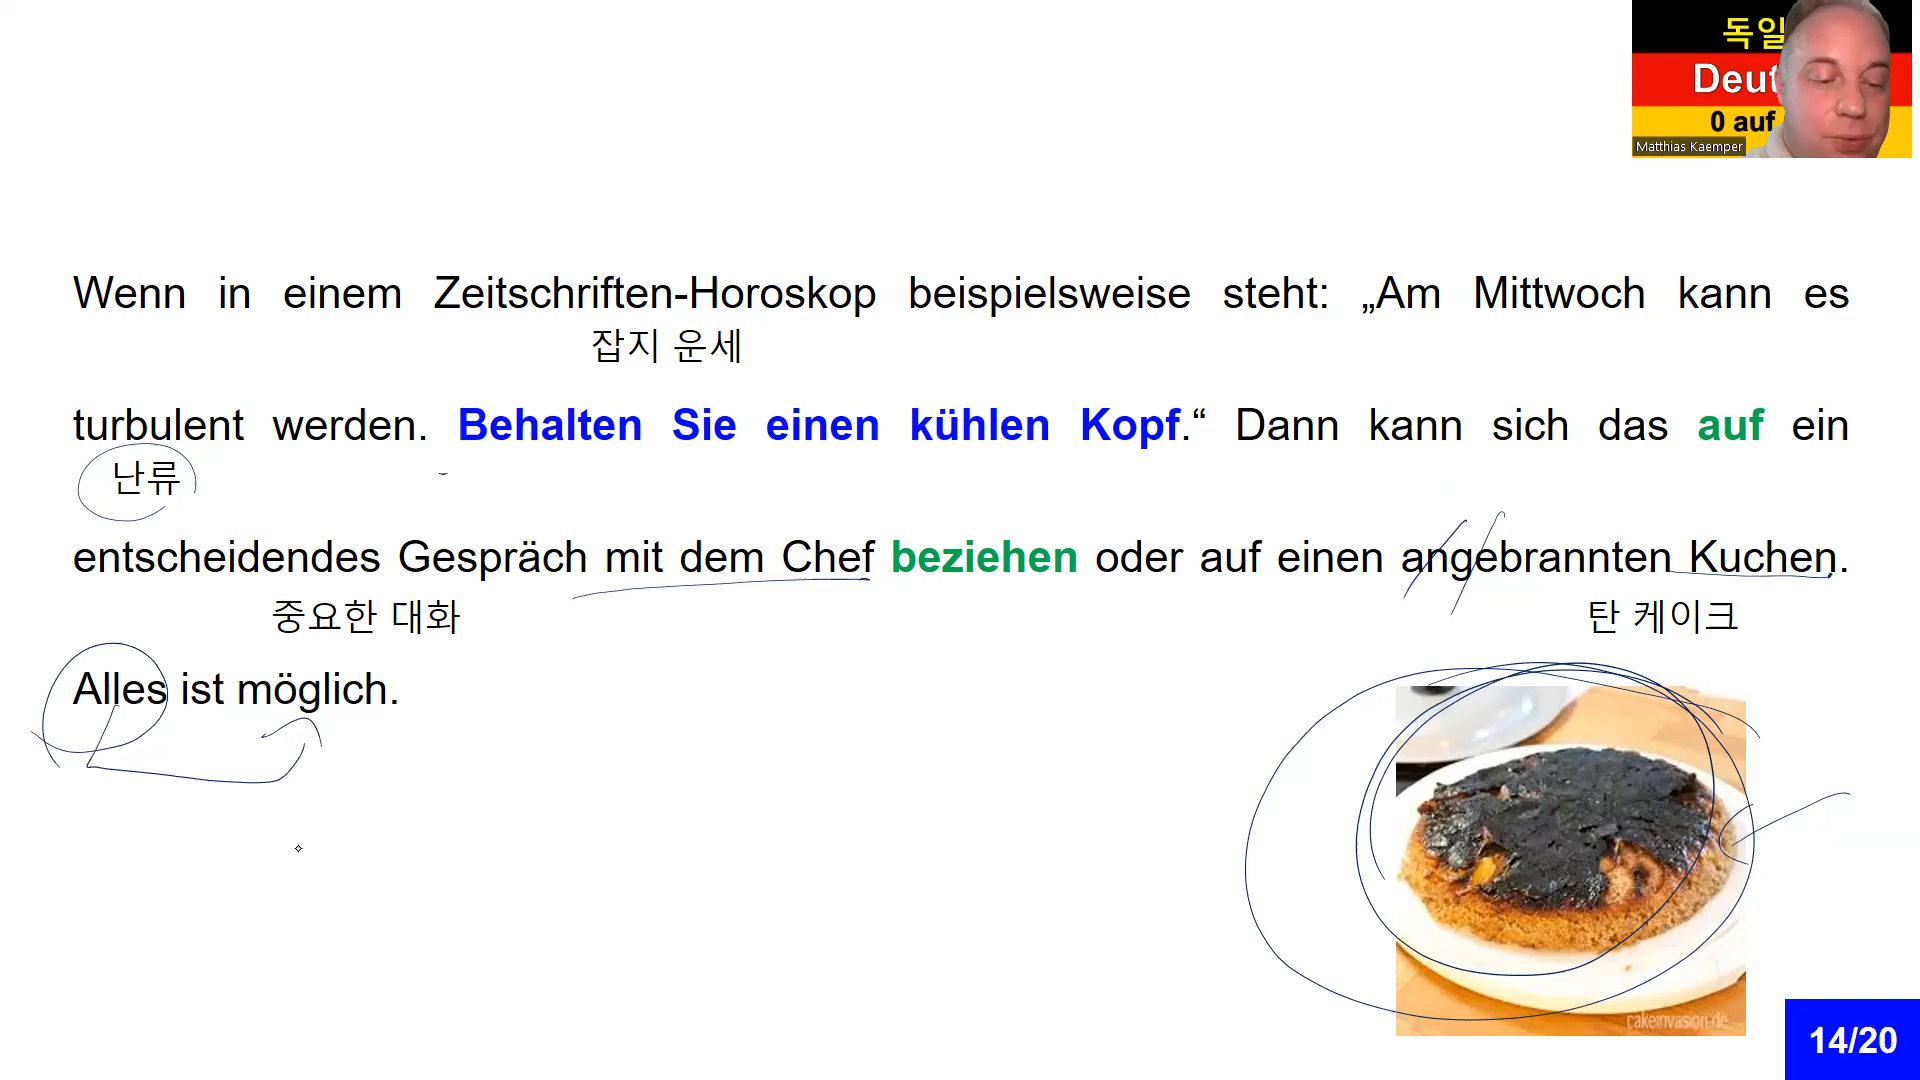 독일
Deut
0 auf
Matthias Kaemper
Wenn in einem Zeitschriften-Horoskop beispielsweise steht: „Am Mittwoch kann es
잡지 운세
turbulent werden. Behalten Sie einen kühlen Kopf.“ Dann kann sich das auf ein
난류
entscheidendes Gespräch mit dem Chef beziehen oder auf einen angebrannten Kuchen.
중요한 대화 탄 케이크
Alles ist möglich.
cakeinvasion.de
14/20